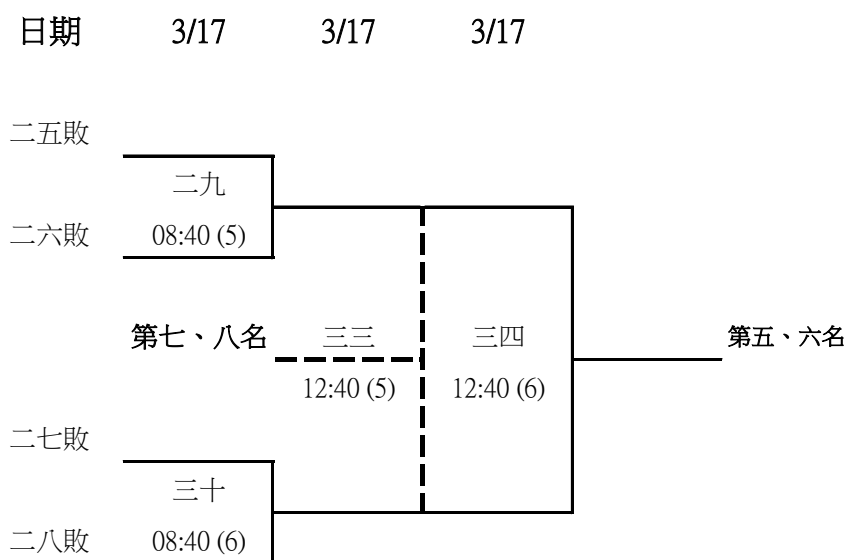 日期 3/17 3/17 3/17
二五敗
二九
二六敗 08:40 (5)
第七、八名 三三 三四 第五、六名
12:40 (5) 12:40 (6)
二七敗
三十
二八敗 08:40 (6)